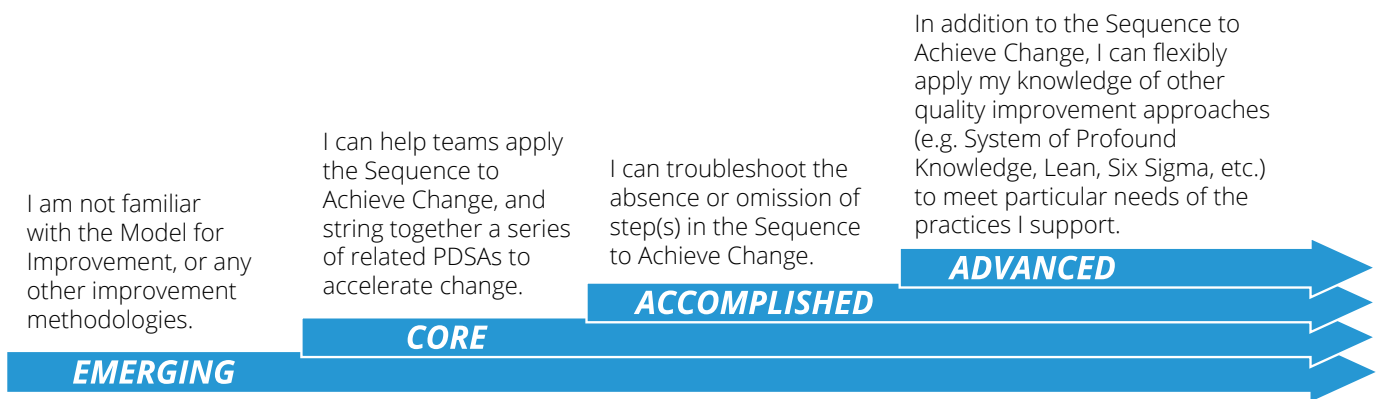 I am not familiar
with the Model for
Improvement, or any
other improvement
methodologies.
EMERGING
I can help teams apply
the Sequence to
Achieve Change, and
string together a series
of related PDSAs to
accelerate change.
CORE
I can troubleshoot the
absence or omission of
step(s) in the Sequence
to Achieve Change.
ACCOMPLISHED
In addition to the Sequence to
Achieve Change, I can flexibly
apply my knowledge of other
quality improvement approaches
(e.g. System of Profound
Knowledge, Lean, Six Sigma, etc.)
to meet particular needs of the
practices I support.
ADVANCED